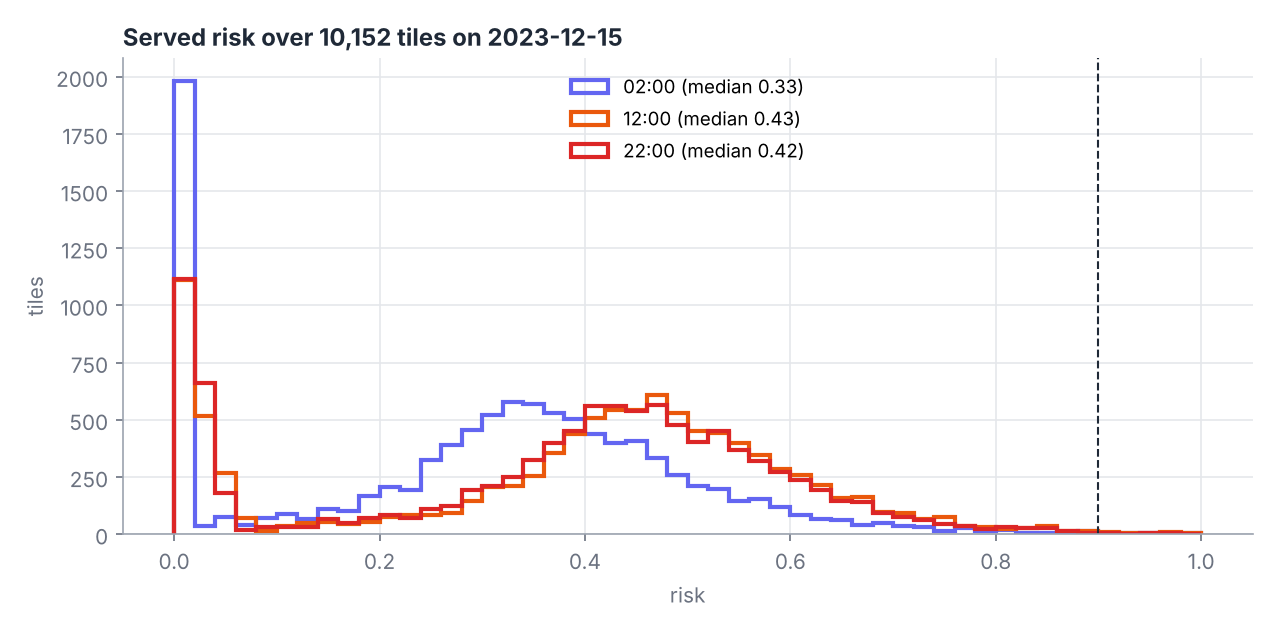 Served risk over 10,152 tiles on 2023-12-15
02:00 (median 0.33)
12:00 (median 0.43)
22:00 (median 0.42)
2000
1750
1500
1250
1000
750
500
250
0
tiles
0.0 0.2 0.4 0.6 0.8 1.0
risk